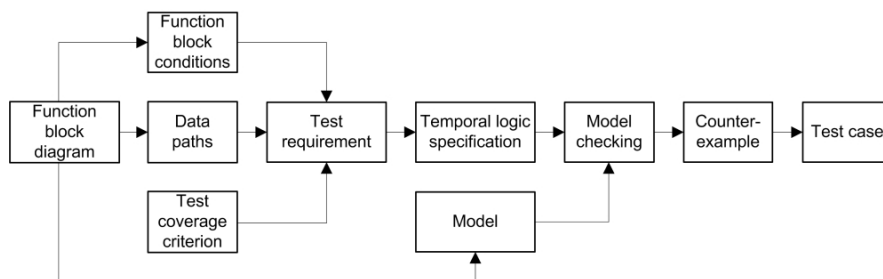 Function
block
conditions
Function
block
diagram
Data
paths
Test
requirement
Temporal logic
specification
Model
checking
Counter-
example
Test case
Test
coverage
criterion
Model